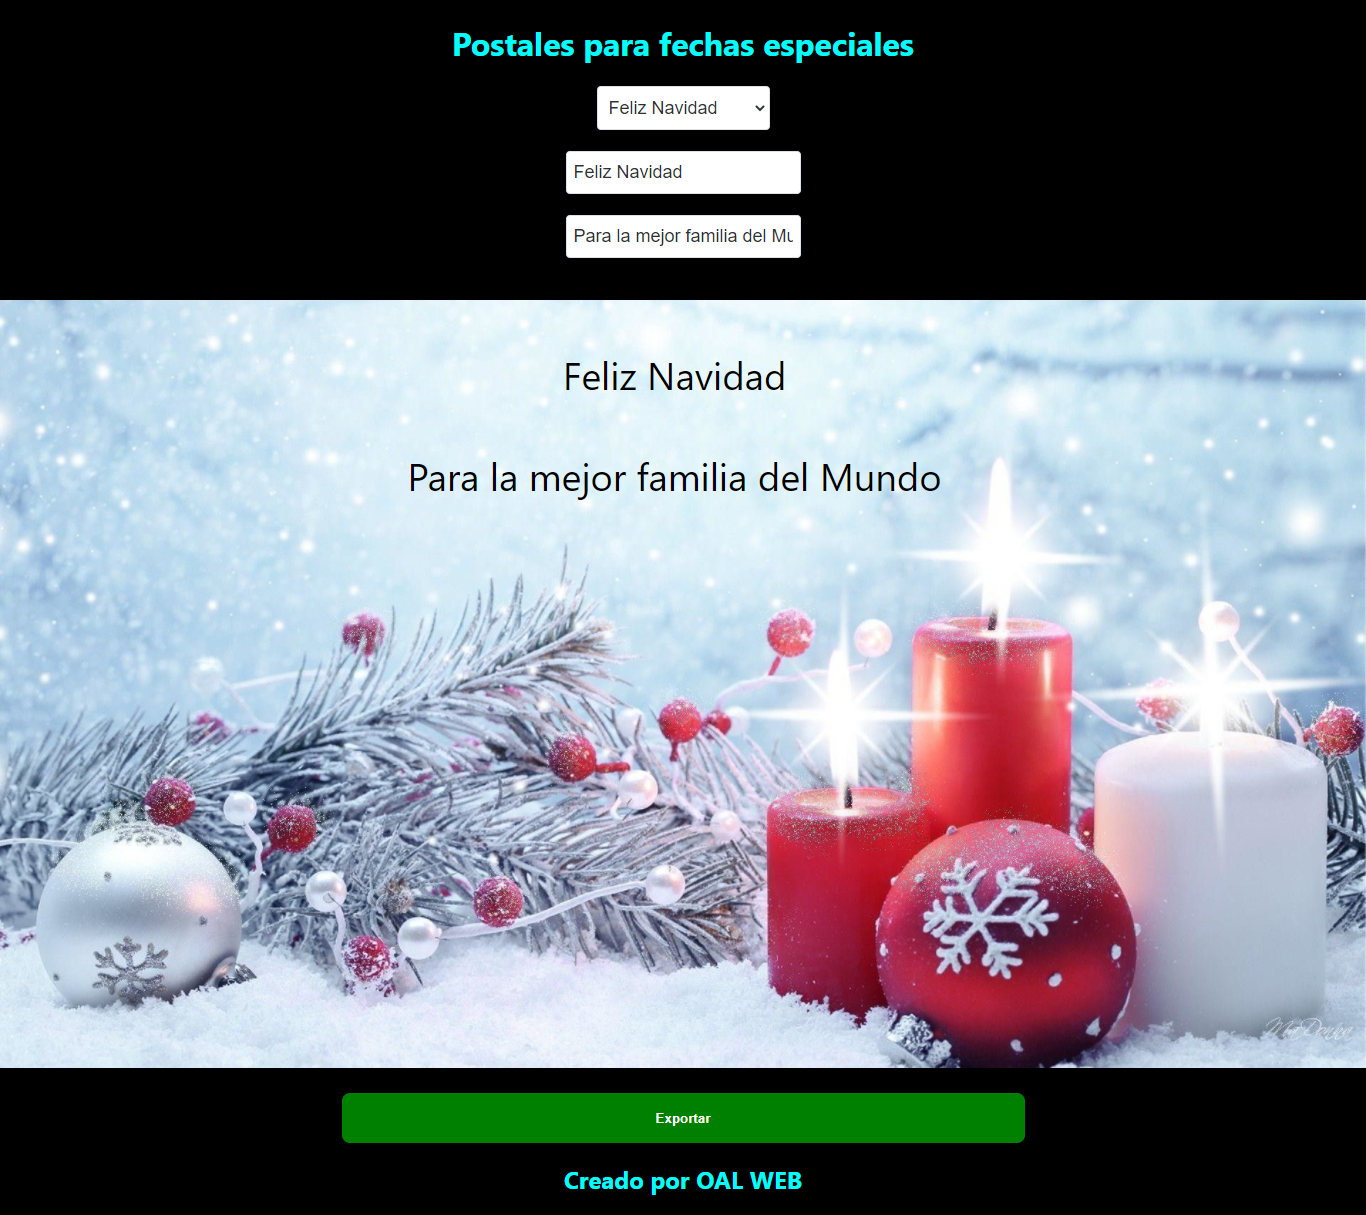 Postales para fechas especiales
Feliz Navidad
Feliz Navidad
Para la mejor familia del Mu
Feliz Navidad
Para la mejor familia del Mundo
Exportar
Creado por OAL WEB